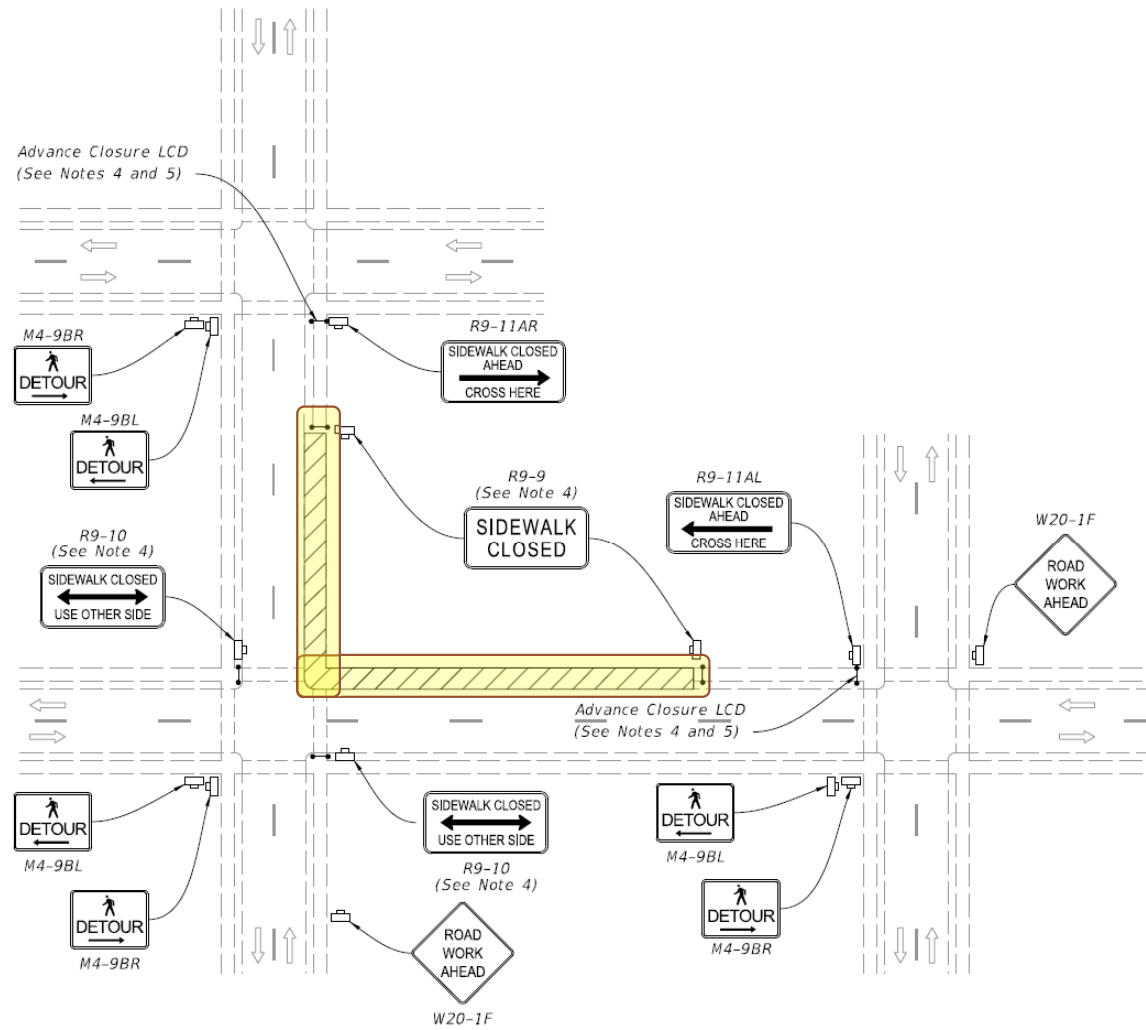 Advance Closure LCD
(See Notes 4 and 5)
M4-9BR
DETOUR
M4-9BL
DETOUR
R9-11AR
SIDEWALK CLOSED
AHEAD
CROSS HERE
R9-9
(See Note 4)
SIDEWALK
CLOSED
R9-11AL
SIDEWALK CLOSED
AHEAD
CROSS HERE
W20-1F
ROAD
WORK
AHEAD
R9-10
(See Note 4)
SIDEWALK CLOSED
USE OTHER SIDE
Advance Closure LCD
(See Notes 4 and 5)
DETOUR
M4-9BL
DETOUR
M4-9BR
SIDEWALK CLOSED
USE OTHER SIDE
R9-10
(See Note 4)
ROAD
WORK
AHEAD
W20-1F
DETOUR
M4-9BL
DETOUR
M4-9BR